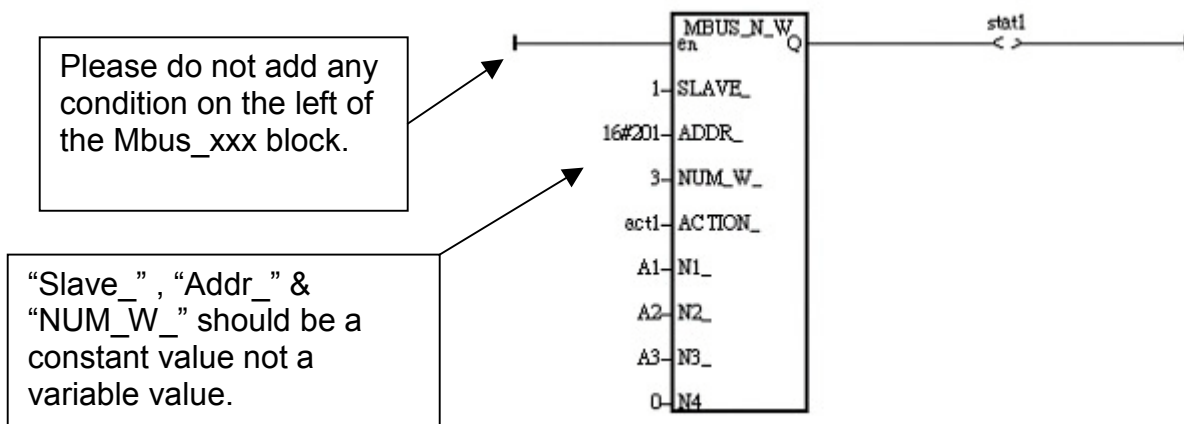 Please do not add any
condition on the left of
the Mbus_xxx block.
“Slave_” , “Addr_” &
“NUM_W_” should be a
constant value not a
variable value.
MBUS_N_W
en Q
stat1
1 SLAVE_
16#201 ADDR_
3 NUM_W_
act1 ACTION_
A1 N1_
A2 N2_
A3 N3_
0 N4